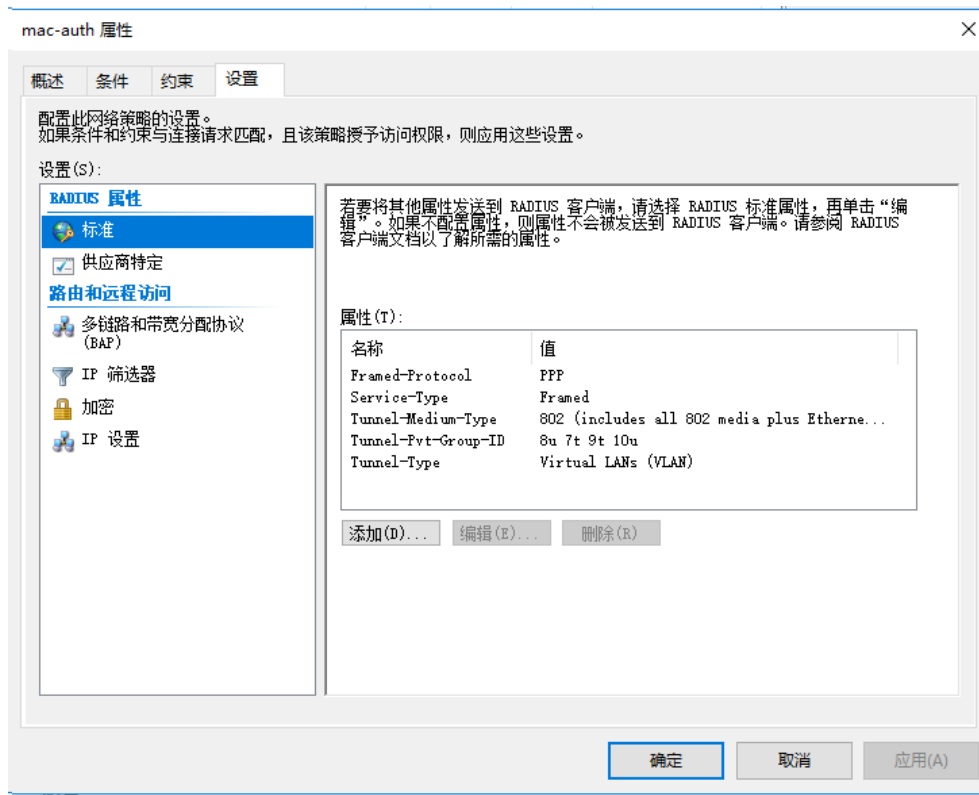 mac-auth 属性
概述 条件 约束 设置
配置此网络策略的设置。
如果条件和约束与连接请求匹配，且该策略授予访问权限，则应用这些设置。
设置(S):
RADIUS 属性
标准
供应商特定
路由和远程访问
多链路和带宽分配协议
(BAP)
IP 筛选器
加密
IP 设置
若要将其他属性发送到 RADIUS 客户端，请选择 RADIUS 标准属性，再单击“编
辑”。如果不配置属性，则属性不会被发送到 RADIUS 客户端。请参阅 RADIUS
客户端文档以了解所需的属性。
属性(T):
名称 值
Framed-Protocol PPP
Service-Type Framed
Tunnel-Medium-Type 802 (includes all 802 media plus Etherne...
Tunnel-Pvt-Group-ID 8u 7t 9t 10u
Tunnel-Type Virtual LANs (VLAN)
添加(D)... 编辑(E)... 删除(R)
确定 取消 应用(A)